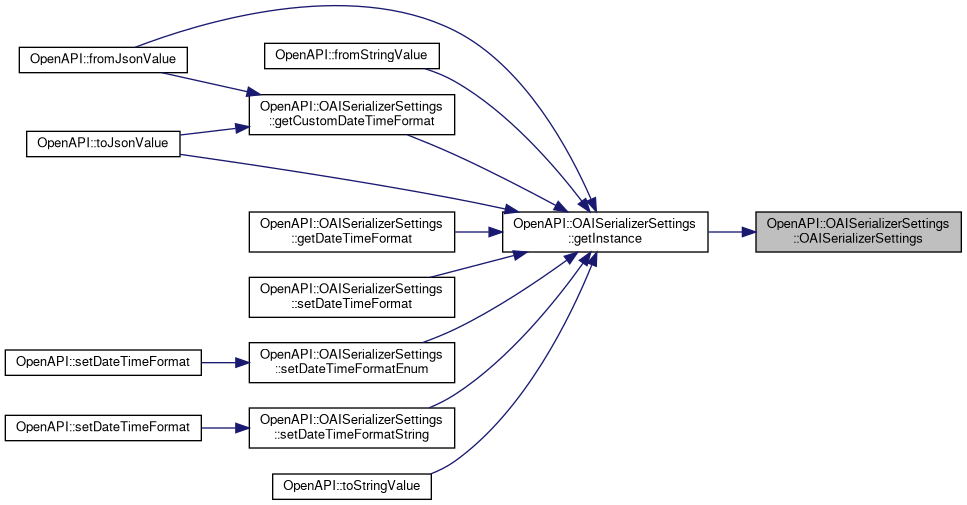 OpenAPI::fromJsonValue
OpenAPI::fromStringValue
OpenAPI::OAISerializerSettings
::getCustomDateTimeFormat
OpenAPI::toJsonValue
OpenAPI::OAISerializerSettings
::getDateTimeFormat
OpenAPI::OAISerializerSettings
::getInstance
OpenAPI::OAISerializerSettings
::OAISerializerSettings
OpenAPI::OAISerializerSettings
::setDateTimeFormat
OpenAPI::setDateTimeFormat
OpenAPI::OAISerializerSettings
::setDateTimeFormatEnum
OpenAPI::setDateTimeFormat
OpenAPI::OAISerializerSettings
::setDateTimeFormatString
OpenAPI::toStringValue